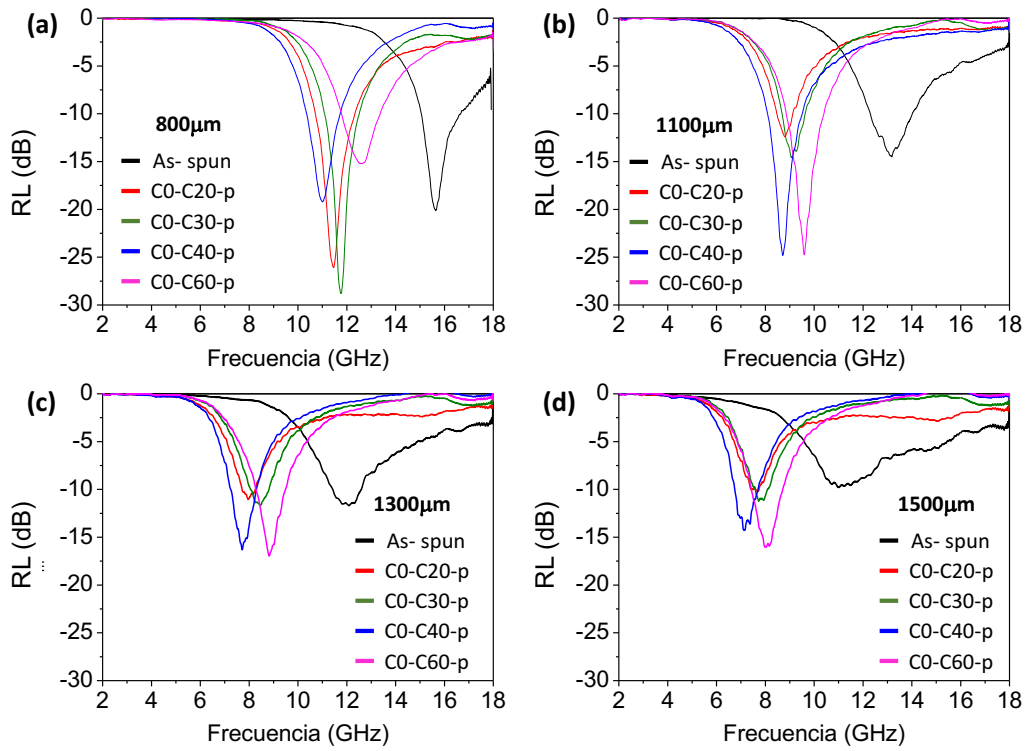 (a)
0
-5
-10
-15
-20
-25
-30
RL (dB)
800μm
As- spun
C0-C20-p
C0-C30-p
C0-C40-p
C0-C60-p
2 4 6 8 10 12 14 16 18
Frecuencia (GHz)
(b)
0
-5
-10
-15
-20
-25
-30
RL (dB)
1100μm
As- spun
C0-C20-p
C0-C30-p
C0-C40-p
C0-C60-p
2 4 6 8 10 12 14 16 18
Frecuencia (GHz)
(c)
0
-5
-10
-15
-20
-25
-30
RL (dB)
...
1300μm
As- spun
C0-C20-p
C0-C30-p
C0-C40-p
C0-C60-p
2 4 6 8 10 12 14 16 18
Frecuencia (GHz)
(d)
0
-5
-10
-15
-20
-25
-30
RL (dB)
1500μm
As- spun
C0-C20-p
C0-C30-p
C0-C40-p
C0-C60-p
2 4 6 8 10 12 14 16 18
Frecuencia (GHz)